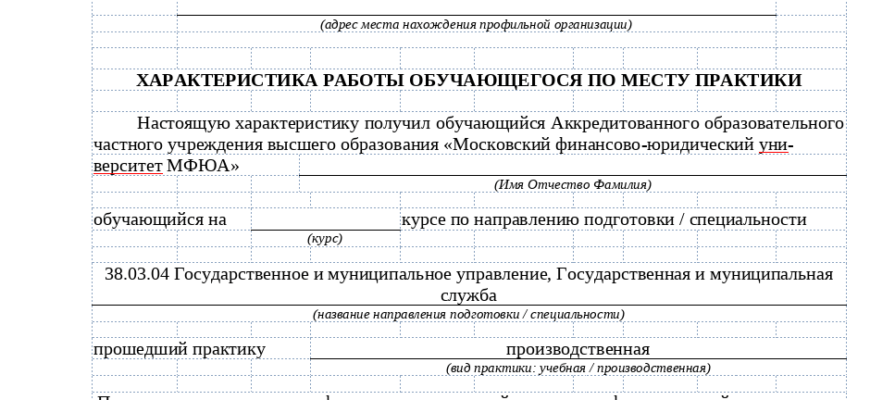 (адрес места нахождения профильной организации)
ХАРАКТЕРИСТИКА РАБОТЫ ОБУЧАЮЩЕГОСЯ ПО МЕСТУ ПРАКТИКИ
Настоящую характеристику получил обучающийся Аккредитованного образовательного
частного учреждения высшего образования «Московский финансово-юридический уни-
верситет МФЮА»
(Имя Отчество Фамилия)
обучающийся на курсе по направлению подготовки / специальности
(курс)
38.03.04 Государственное и муниципальное управление, Государственная и муниципальная
служба
(название направления подготовки / специальности)
прошедший практику производственная
(вид практики: учебная / производственная)